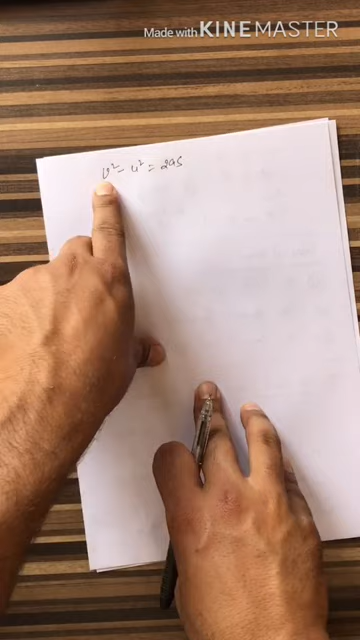 Made with KINEMASTER
v² - u² = 2as